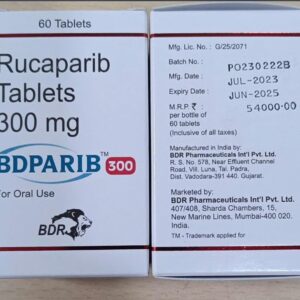 60 Tablets
Rucaparib
Tablets
300 mg
BDPARIB™ 300
For Oral Use
BDR
Mfg. Lic. No. : G/25/2071
Batch No. : PO230222B
Mfg. Date : JUL-2023
Expiry Date : JUN-2025
M.R.P. ₹ : 54000.00
per bottle of
60 tablets
(Inclusive of all taxes)
Manufactured in India by:
BDR Pharmaceuticals Int'l Pvt. Ltd.
R. S. No. 578, Near Effluent Channel
Road, Vill. Luna, Tal. Padra,
Dist. Vadodara-391 440, Gujarat.
Marketed by:
BDR Pharmaceuticals Int'l Pvt. Ltd.
407/408, Sharda Chambers, 15,
New Marine Lines, Mumbai-400 020.
INDIA.
TM - Trademark applied for